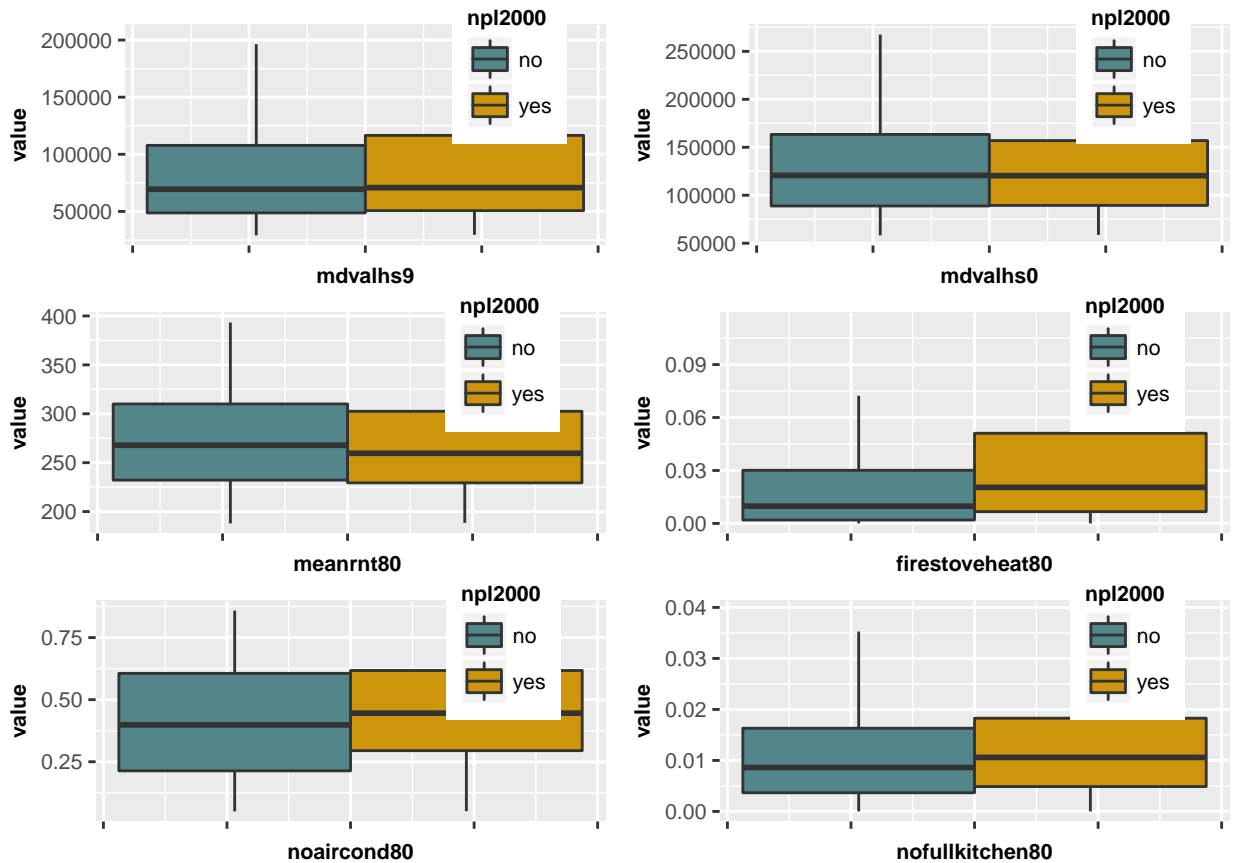 npl2000
no
yes
200000
150000
100000
50000
value
mdvalhs9
npl2000
no
yes
250000
200000
150000
100000
50000
value
mdvalhs0
npl2000
no
yes
400
350
300
250
200
value
meanrnt80
npl2000
no
yes
0.09
0.06
0.03
0.00
value
firestoveheat80
npl2000
no
yes
0.75
0.50
0.25
value
noaircond80
npl2000
no
yes
0.04
0.03
0.02
0.01
0.00
value
nofullkitchen80